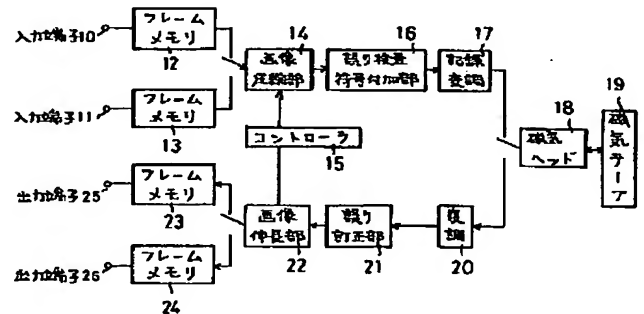 入力端子10
フレーム
メモリ
12
入力端子11
フレーム
メモリ
13
14
画像
圧縮部
16
誤り検査
符号付加部
17
記録
変調
18
磁気
ヘッド
19
磁気テープ
コントローラ
15
出力端子25
フレーム
メモリ
23
出力端子26
フレーム
メモリ
24
画像
伸長部
22
誤り
訂正部
21
復調
20